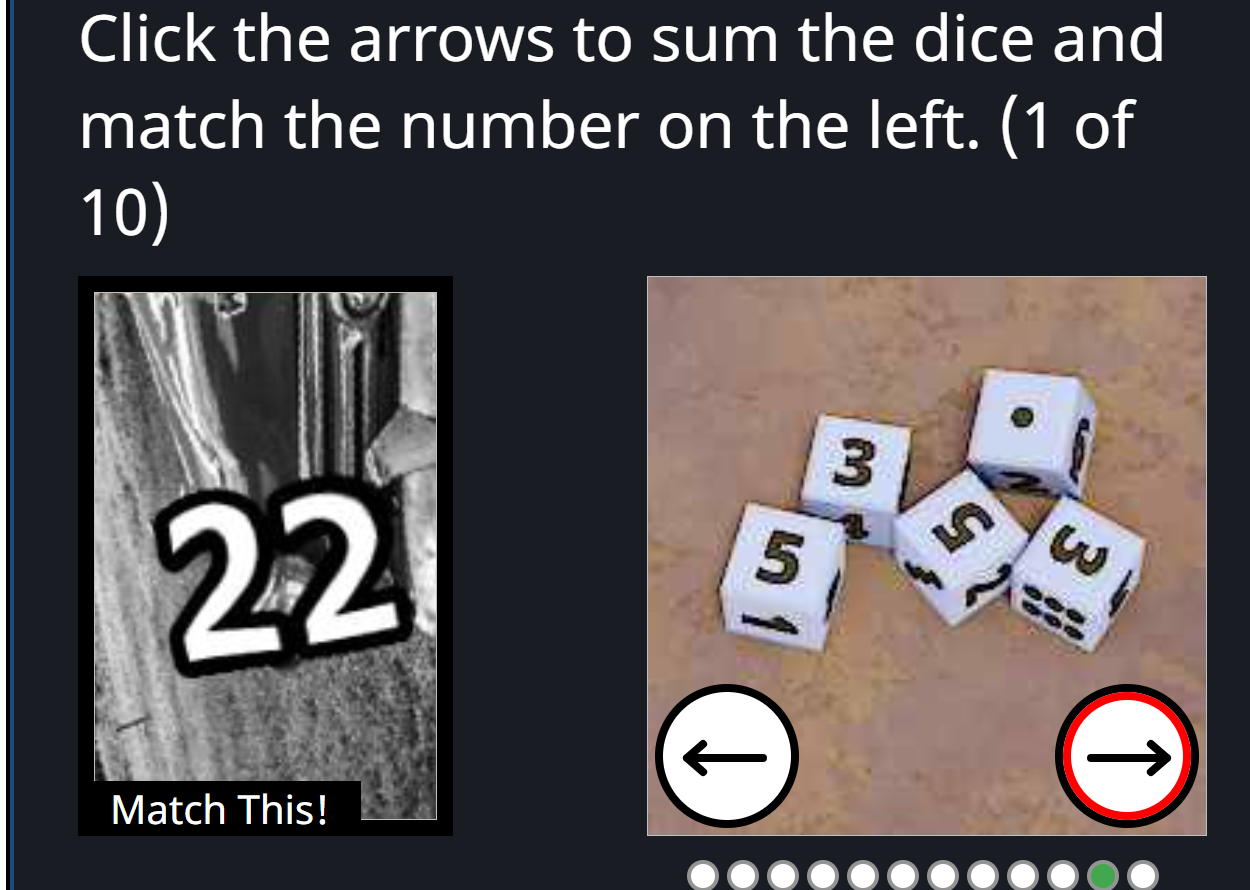 Click the arrows to sum the dice and
match the number on the left. (1 of
10)
22
Match This!
3
5
5
3